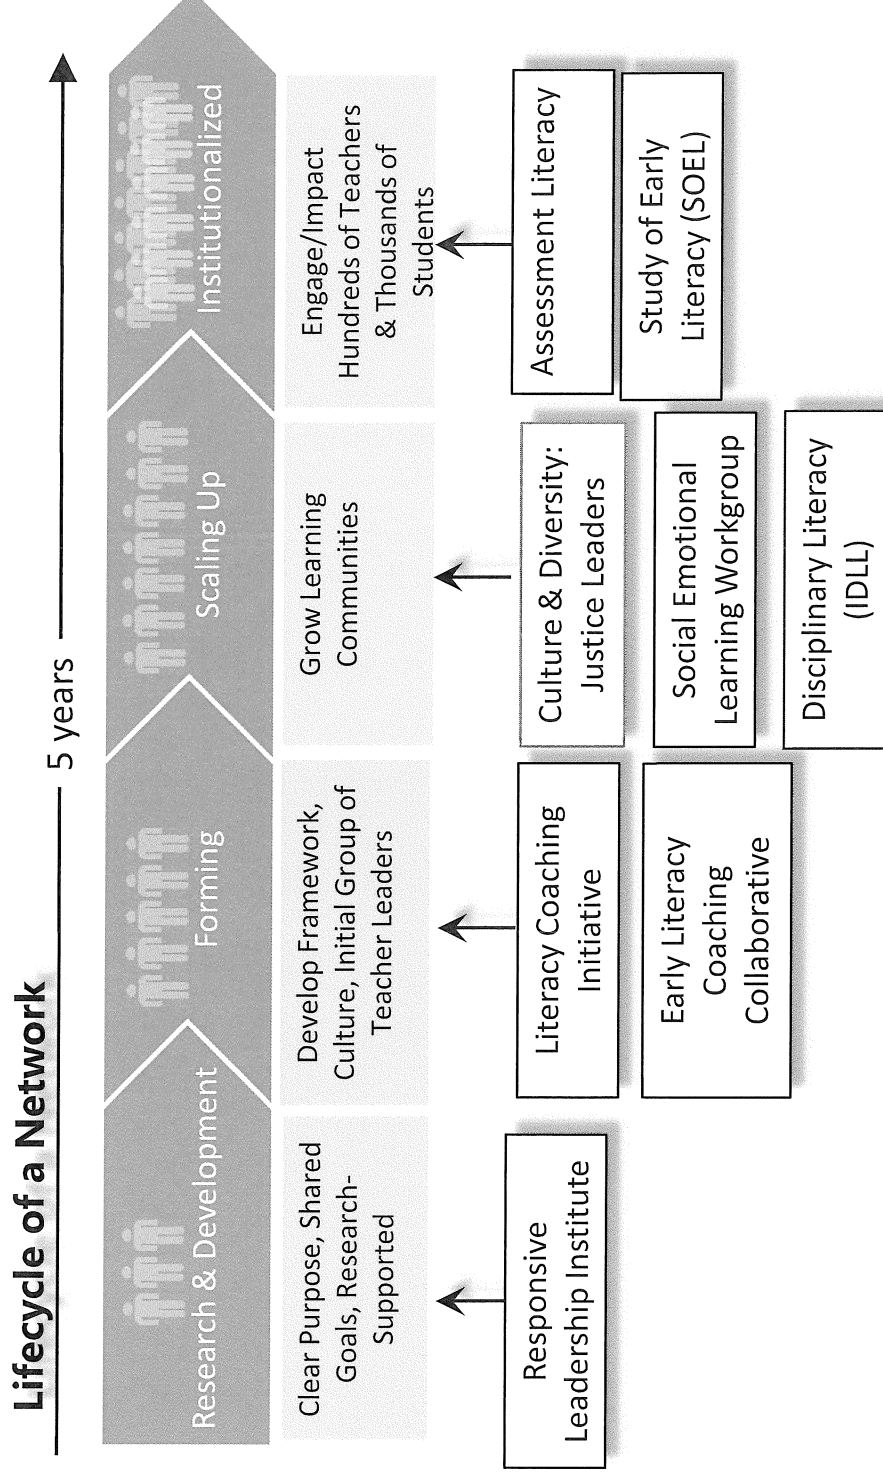 Lifecycle of a Network
5 years
Research & Development
Forming
Scaling Up
Institutionalized
Clear Purpose, Shared
Goals, Research-
Supported
Develop Framework,
Culture, Initial Group of
Teacher Leaders
Grow Learning
Communities
Engage/Impact
Hundreds of Teachers
& Thousands of
Students
Responsive
Leadership Institute
Literacy Coaching
Initiative
Early Literacy
Coaching
Collaborative
Culture & Diversity:
Justice Leaders
Social Emotional
Learning Workgroup
Disciplinary Literacy
(IDLL)
Assessment Literacy
Study of Early
Literacy (SOEL)